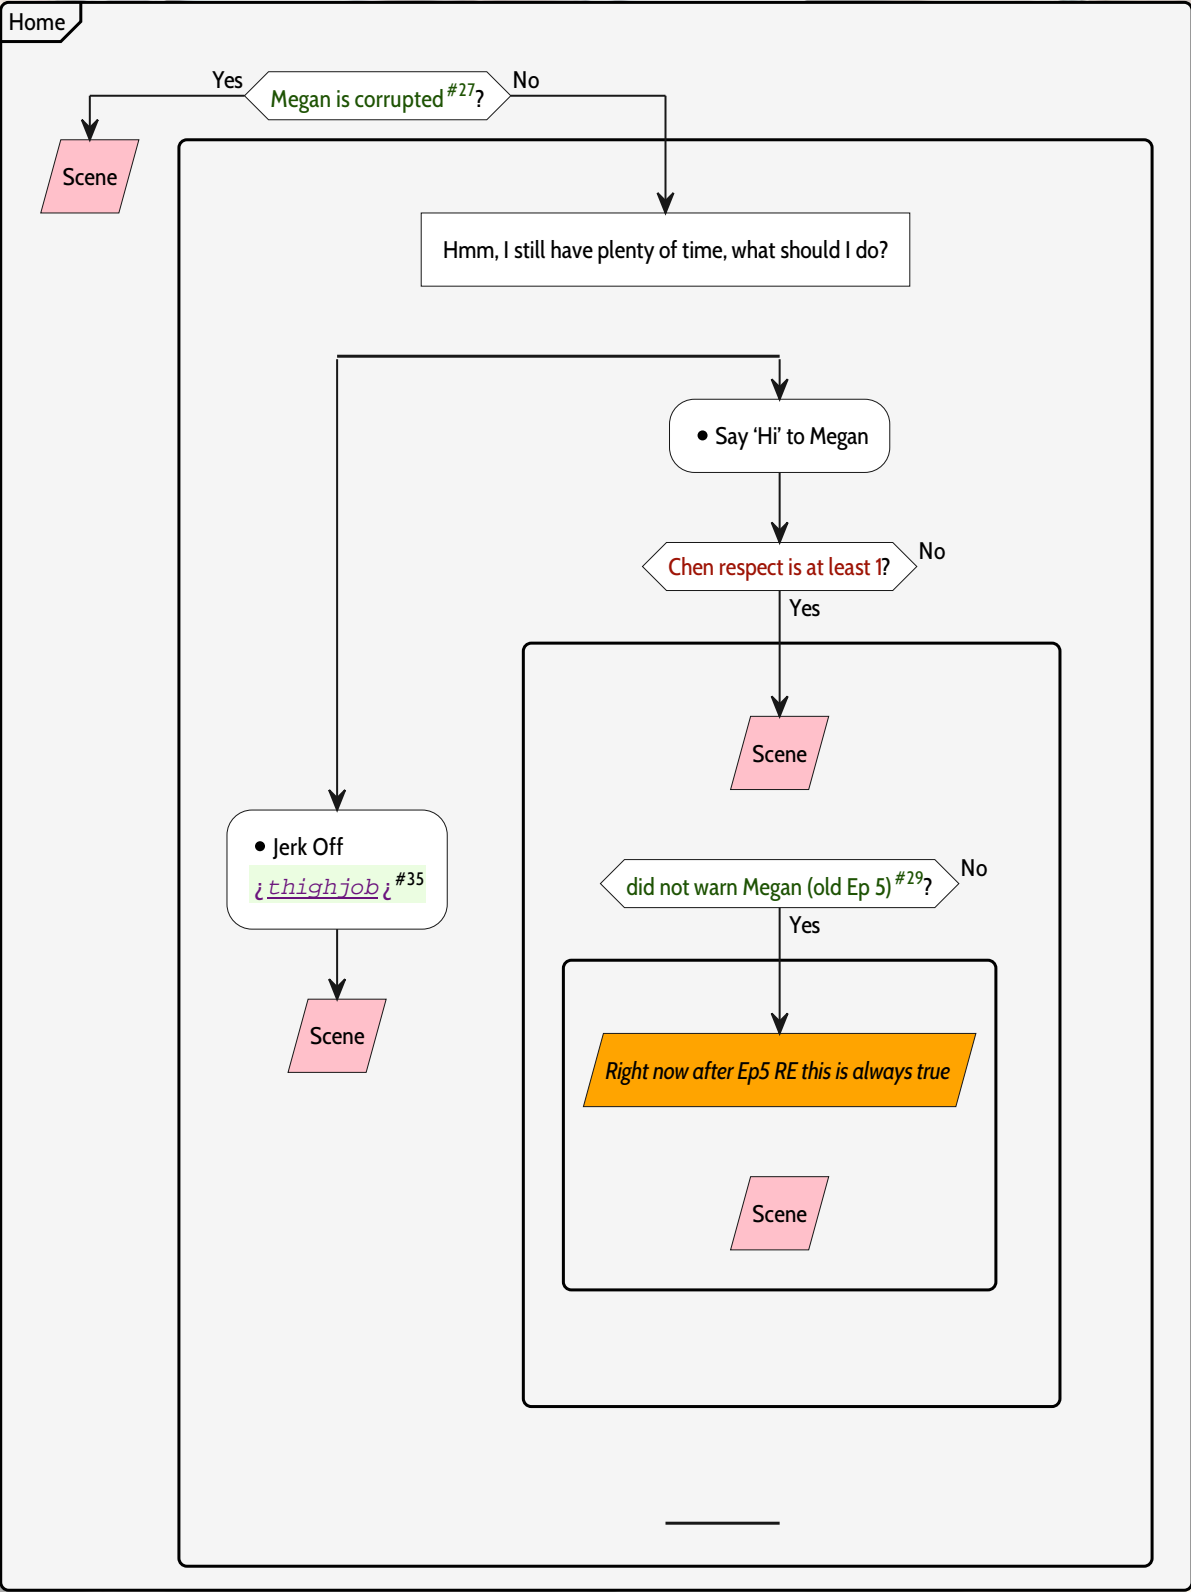 Home
Yes
Megan is corrupted #27?
No
Scene
Hmm, I still have plenty of time, what should I do?
• Say ‘Hi’ to Megan
Chen respect is at least 1?
No
Yes
Scene
• Jerk Off
¿thighjob¿ #35
Scene
did not warn Megan (old Ep 5) #29?
No
Yes
Right now after Ep5 RE this is always true
Scene